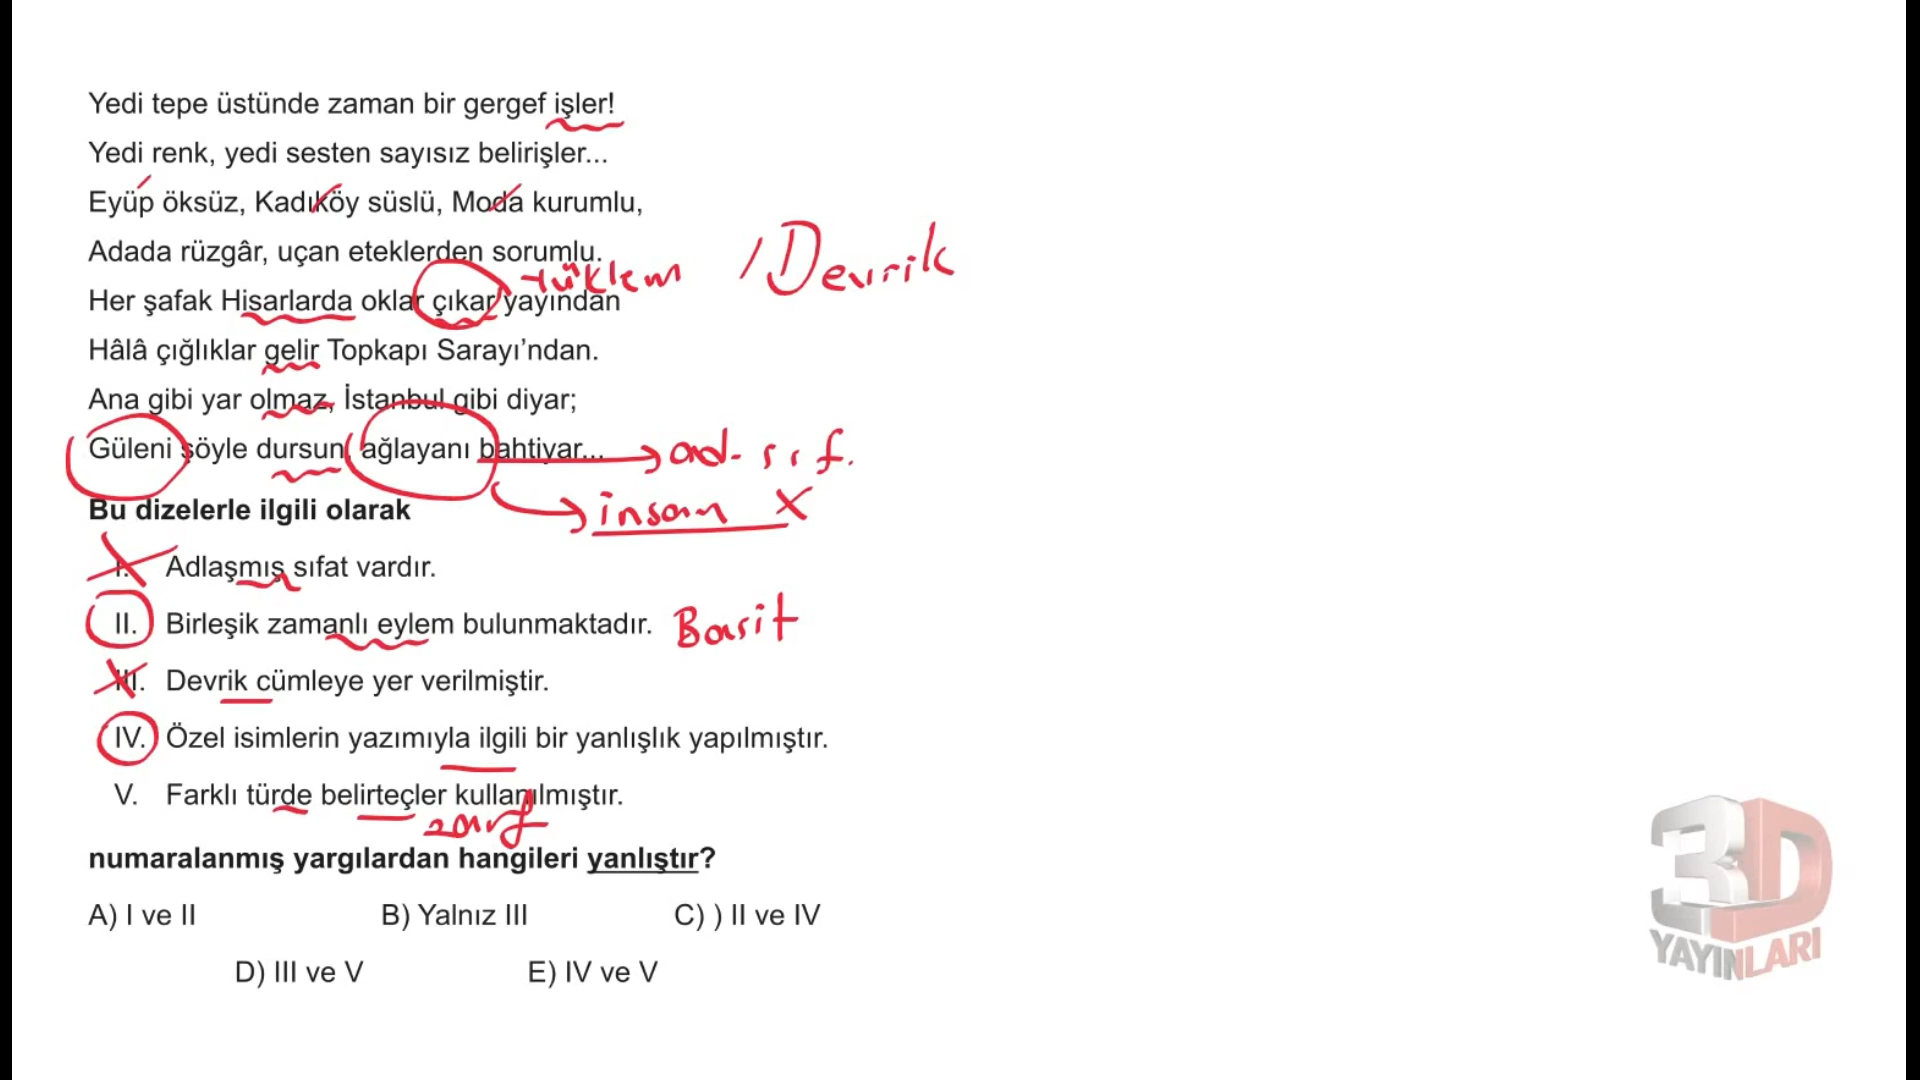 Yedi tepe üstünde zaman bir gergef işler!
Yedi renk, yedi sesten sayısız belirişler...
Eyüp öksüz, Kadıköy süslü, Moda kurumlu,
Adada rüzgâr, uçan eteklerden sorumlu.
yüklem / Devrik
Her şafak Hisarlarda oklar çıkar yayından
Hâlâ çığlıklar gelir Topkapı Sarayı'ndan.
Ana gibi yar olmaz, İstanbul gibi diyar;
Güleni şöyle dursun, ağlayanı bahtiyar... ad. sıf.
Bu dizelerle ilgili olarak insan X
I. Adlaşmış sıfat vardır.
II. Birleşik zamanlı eylem bulunmaktadır. Basit
III. Devrik cümleye yer verilmiştir.
IV. Özel isimlerin yazımıyla ilgili bir yanlışlık yapılmıştır.
V. Farklı türde belirteçler kullanılmıştır.
zarf
numaralanmış yargılardan hangileri yanlıştır?
A) I ve II B) Yalnız III C) ) II ve IV
D) III ve V E) IV ve V
3D
YAYINLARI